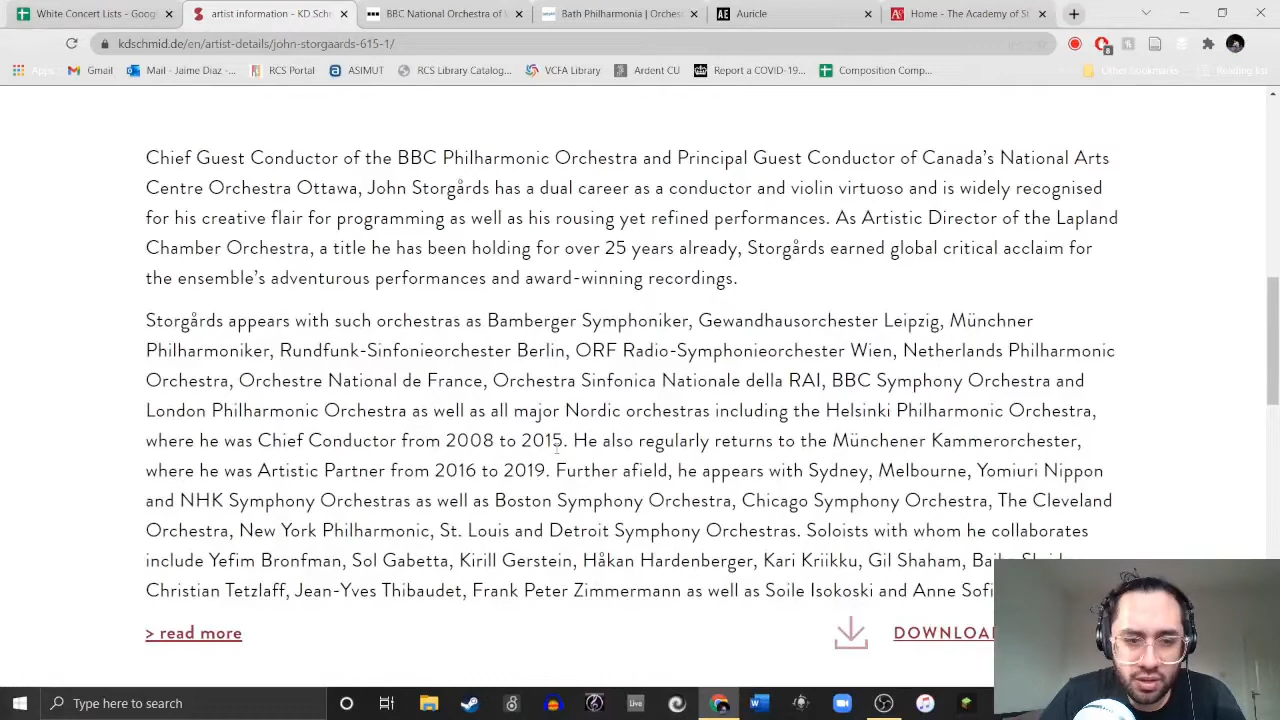 White Concert Lists - Google
artist information - KD Schm
BBC National Orchestra of
Bath Philharmonia | Orches
Auricle
Home - The Academy of St
kdschmid.de/en/artist-details/john-storgaards-615-1/
Apps
Gmail
Mail - Jaime Diaz -...
RCS Portal
ASIMUT
RCS Library Catalog...
VCFA Library
Ardent CU
Report a COVID-19...
Composition Comp...
Other bookmarks
Reading list
Chief Guest Conductor of the BBC Philharmonic Orchestra and Principal Guest Conductor of Canada’s National Arts
Centre Orchestra Ottawa, John Storgårds has a dual career as a conductor and violin virtuoso and is widely recognised
for his creative flair for programming as well as his rousing yet refined performances. As Artistic Director of the Lapland
Chamber Orchestra, a title he has been holding for over 25 years already, Storgårds earned global critical acclaim for
the ensemble’s adventurous performances and award-winning recordings.
Storgårds appears with such orchestras as Bamberger Symphoniker, Gewandhausorchester Leipzig, Münchner
Philharmoniker, Rundfunk-Sinfonieorchester Berlin, ORF Radio-Symphonieorchester Wien, Netherlands Philharmonic
Orchestra, Orchestre National de France, Orchestra Sinfonica Nationale della RAI, BBC Symphony Orchestra and
London Philharmonic Orchestra as well as all major Nordic orchestras including the Helsinki Philharmonic Orchestra,
where he was Chief Conductor from 2008 to 2015. He also regularly returns to the Münchener Kammerorchester,
where he was Artistic Partner from 2016 to 2019. Further afield, he appears with Sydney, Melbourne, Yomiuri Nippon
and NHK Symphony Orchestras as well as Boston Symphony Orchestra, Chicago Symphony Orchestra, The Cleveland
Orchestra, New York Philharmonic, St. Louis and Detroit Symphony Orchestras. Soloists with whom he collaborates
include Yefim Bronfman, Sol Gabetta, Kirill Gerstein, Håkan Hardenberger, Kari Kriikku, Gil Shaham,
Christian Tetzlaff, Jean-Yves Thibaudet, Frank Peter Zimmermann as well as Soile Isokoski and Anne Sofi
> read more
DOWNLOA
Type here to search
Live